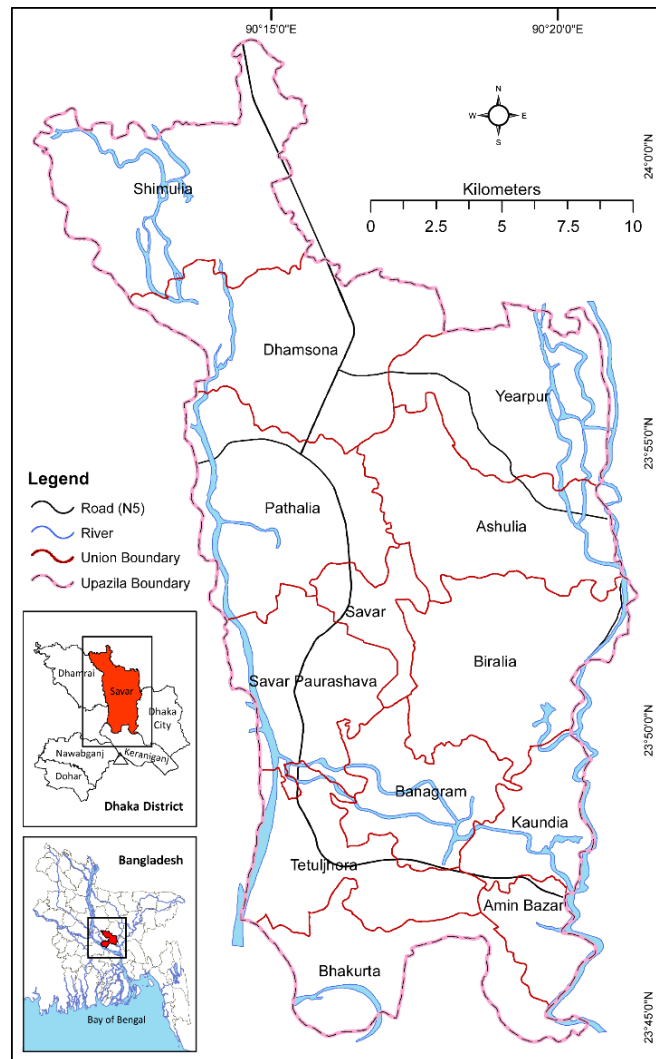 90°15'0"E
90°20'0"E
N
W
E
S
24°0'0"N
Shimulia
Kilometers
0
2.5
5
7.5
10
Dhamsona
Yearpur
23°55'0"N
Legend
Road (N5)
River
Union Boundary
Upazila Boundary
Pathalia
Ashulia
Savar
Biralia
Savar Paurashava
23°50'0"N
Banagram
Kaundia
Tetuljhora
Amin Bazar
Bhakurta
23°45'0"N
Dhamrai
Savar
Dhaka
City
Nawabganj
Keraniganj
Dohar
Dhaka District
Bangladesh
Bay of Bengal